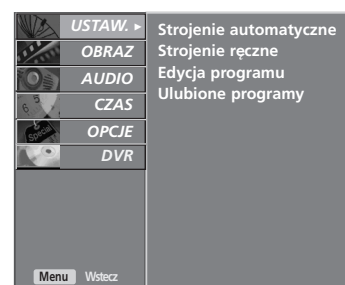 USTAW. ►
OBRAZ
AUDIO
CZAS
OPCJE
DVR
Strojenie automatyczne
Strojenie ręczne
Edycja programu
Ulubione programy
Menu Wstecz